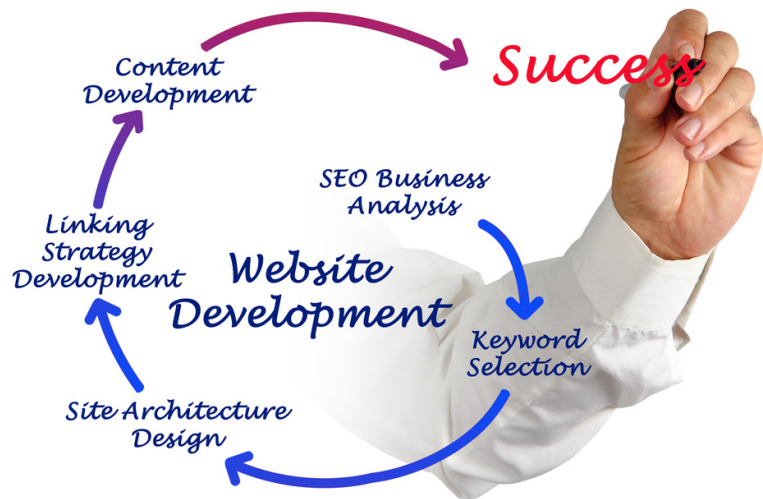 Success
Content
Development
SEO Business
Analysis
Linking
Strategy
Development
Website
Development
Keyword
Selection
Site Architecture
Design